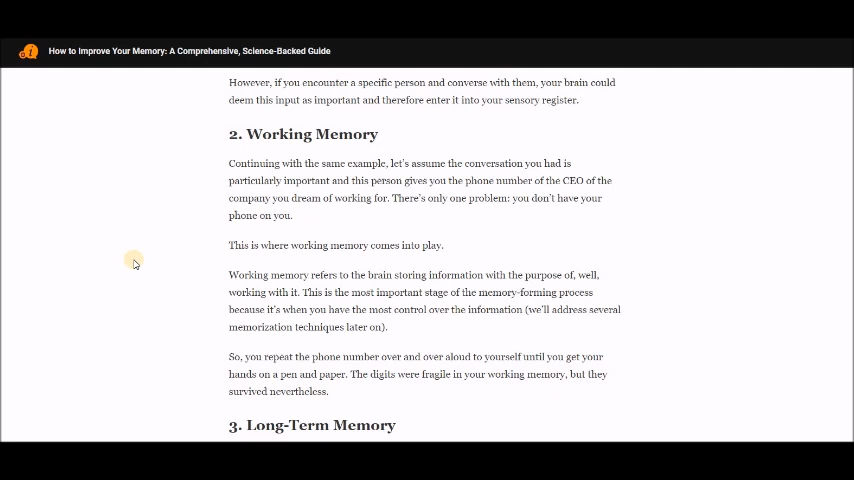 How to Improve Your Memory: A Comprehensive, Science-Backed Guide
However, if you encounter a specific person and converse with them, your brain could
deem this input as important and therefore enter it into your sensory register.
2. Working Memory
Continuing with the same example, let's assume the conversation you had is
particularly important and this person gives you the phone number of the CEO of the
company you dream of working for. There's only one problem: you don't have your
phone on you.
This is where working memory comes into play.
Working memory refers to the brain storing information with the purpose of, well,
working with it. This is the most important stage of the memory-forming process
because it's when you have the most control over the information (we'll address several
memorization techniques later on).
So, you repeat the phone number over and over aloud to yourself until you get your
hands on a pen and paper. The digits were fragile in your working memory, but they
survived nevertheless.
3. Long-Term Memory